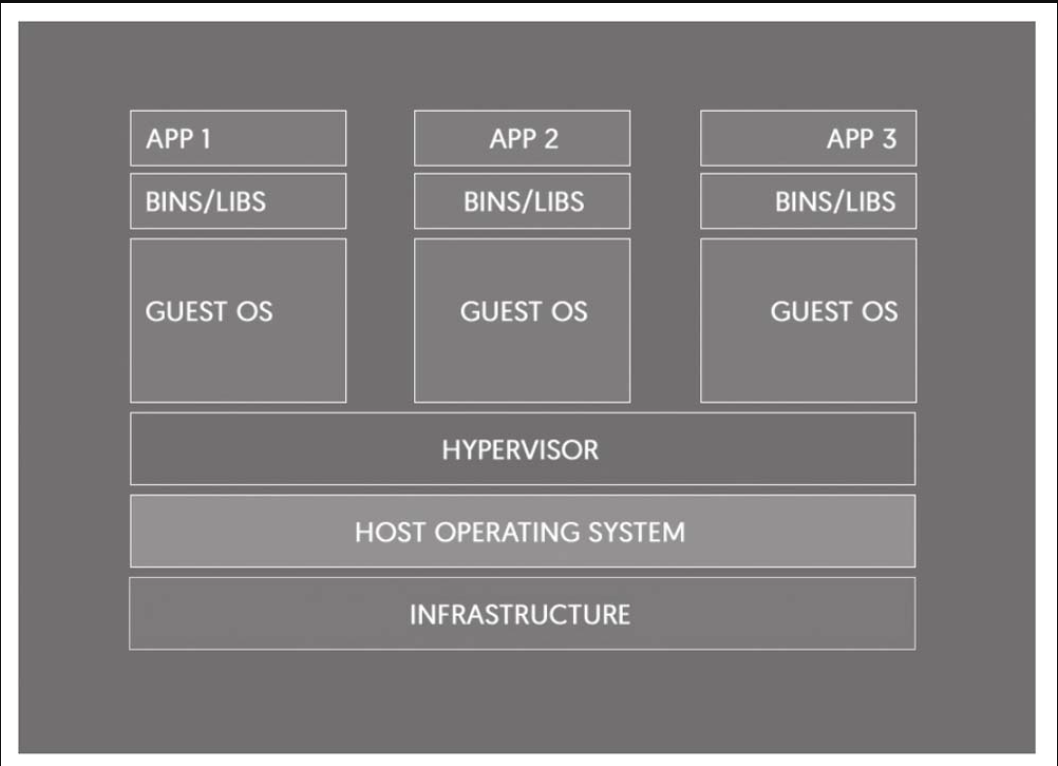 APP 1
APP 2
APP 3
BINS/LIBS
BINS/LIBS
BINS/LIBS
GUEST OS
GUEST OS
GUEST OS
HYPERVISOR
HOST OPERATING SYSTEM
INFRASTRUCTURE